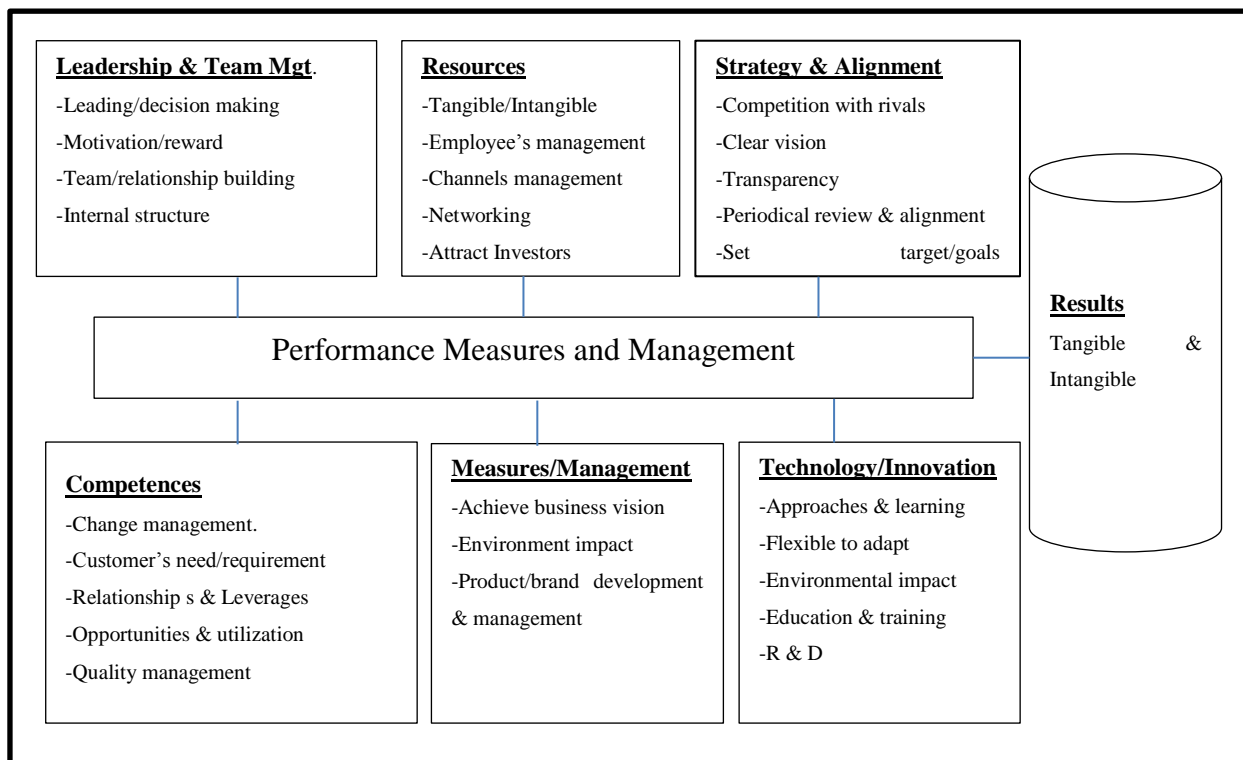 Leadership & Team Mgt.
-Leading/decision making
-Motivation/reward
-Team/relationship building
-Internal structure
Resources
-Tangible/Intangible
-Employee’s management
-Channels management
-Networking
-Attract Investors
Strategy & Alignment
-Competition with rivals
-Clear vision
-Transparency
-Periodical review & alignment
-Set target/goals
Results
Tangible &
Intangible
Performance Measures and Management
Competences
-Change management.
-Customer’s need/requirement
-Relationship s & Leverages
-Opportunities & utilization
-Quality management
Measures/Management
-Achieve business vision
-Environment impact
-Product/brand development
& management
Technology/Innovation
-Approaches & learning
-Flexible to adapt
-Environmental impact
-Education & training
-R & D